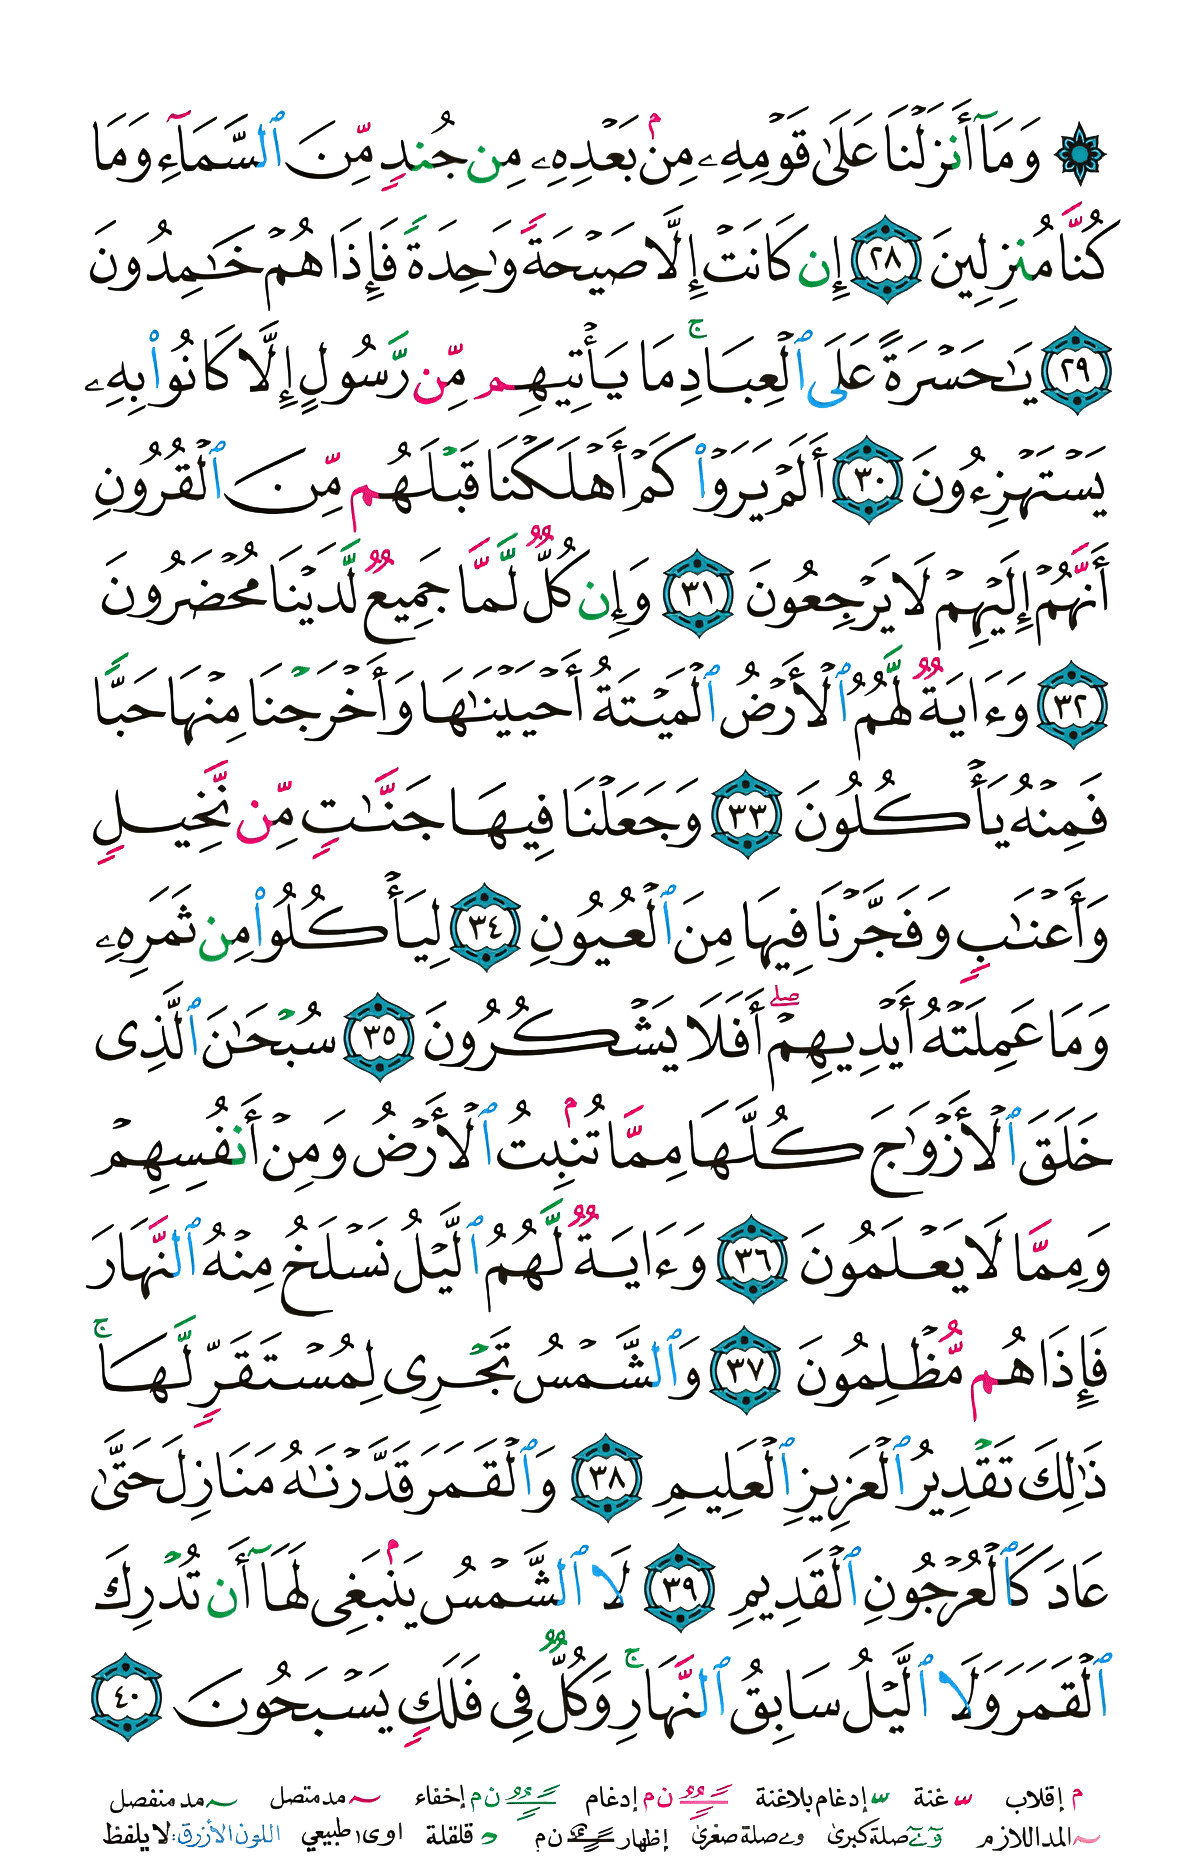 ۞ وَمَآ أَنزَلْنَا عَلَىٰ قَوْمِهِۦ مِنۢ بَعْدِهِۦ مِن جُندٍ مِّنَ ٱلسَّمَآءِ وَمَا
كُنَّا مُنزِلِينَ ٢٨ إِن كَانَتْ إِلَّا صَيْحَةً وَٰحِدَةً فَإِذَا هُمْ خَـٰمِدُونَ
٢٩ يَـٰحَسْرَةً عَلَى ٱلْعِبَادِ ۚ مَا يَأْتِيهِم مِّن رَّسُولٍ إِلَّا كَانُوا۟ بِهِۦ
يَسْتَهْزِءُونَ ٣٠ أَلَمْ يَرَوْا۟ كَمْ أَهْلَكْنَا قَبْلَهُم مِّنَ ٱلْقُرُونِ
أَنَّهُمْ إِلَيْهِمْ لَا يَرْجِعُونَ ٣١ وَإِن كُلٌّ لَّمَّا جَمِيعٌ لَّدَيْنَا مُحْضَرُونَ
٣٢ وَءَايَةٌ لَّهُمُ ٱلْأَرْضُ ٱلْمَيْتَةُ أَحْيَيْنَـٰهَا وَأَخْرَجْنَا مِنْهَا حَبًّا
فَمِنْهُ يَأْكُلُونَ ٣٣ وَجَعَلْنَا فِيهَا جَنَّـٰتٍ مِّن نَّخِيلٍ
وَأَعْنَـٰبٍ وَفَجَّرْنَا فِيهَا مِنَ ٱلْعُيُونِ ٣٤ لِيَأْكُلُوا۟ مِن ثَمَرِهِۦ
وَمَا عَمِلَتْهُ أَيْدِيهِمْ ۖ أَفَلَا يَشْكُرُونَ ٣٥ سُبْحَـٰنَ ٱلَّذِى
خَلَقَ ٱلْأَزْوَٰجَ كُلَّهَا مِمَّا تُنۢبِتُ ٱلْأَرْضُ وَمِنْ أَنفُسِهِمْ
وَمِمَّا لَا يَعْلَمُونَ ٣٦ وَءَايَةٌ لَّهُمُ ٱلَّيْلُ نَسْلَخُ مِنْهُ ٱلنَّهَارَ
فَإِذَا هُم مُّظْلِمُونَ ٣٧ وَٱلشَّمْسُ تَجْرِى لِمُسْتَقَرٍّ لَّهَا ۚ
ذَٰلِكَ تَقْدِيرُ ٱلْعَزِيزِ ٱلْعَلِيمِ ٣٨ وَٱلْقَمَرَ قَدَّرْنَـٰهُ مَنَازِلَ حَتَّىٰ
عَادَ كَٱلْعُرْجُونِ ٱلْقَدِيمِ ٣٩ لَا ٱلشَّمْسُ يَنۢبَغِى لَهَآ أَن تُدْرِكَ
ٱلْقَمَرَ وَلَا ٱلَّيْلُ سَابِقُ ٱلنَّهَارِ ۚ وَكُلٌّ فِى فَلَكٍ يَسْبَحُونَ ٤٠
م إقلاب غنة إدغام بلاغنة ن م إدغام ن م إخفاء مد متصل مد منفصل
المد اللازم صلة كبرى وے صلة صغرى إظهار ن م قلقلة اوى طبيعي اللون الأزرق: لا يلفظ